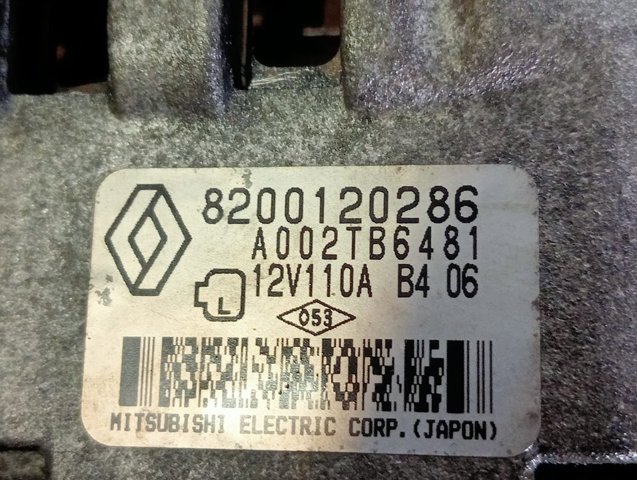 8200120286
A002TB6481
12V110A B4 06
L
053
MITSUBISHI ELECTRIC CORP.(JAPON)